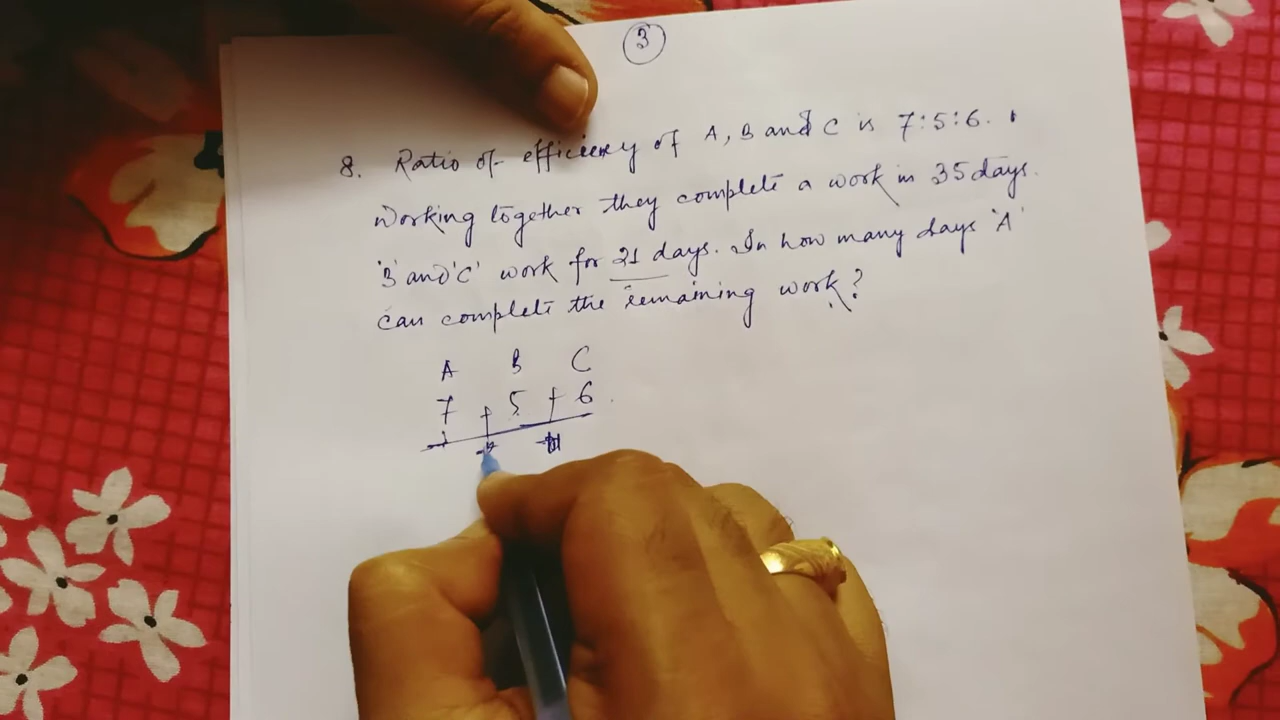 3
8. Ratio of efficiency of A, B and C is 7:5:6.
Working together they complete a work in 35 days.
'B' and 'C' work for 21 days. In how many days 'A'
can complete the remaining work?
A B C
7 + 5 + 6